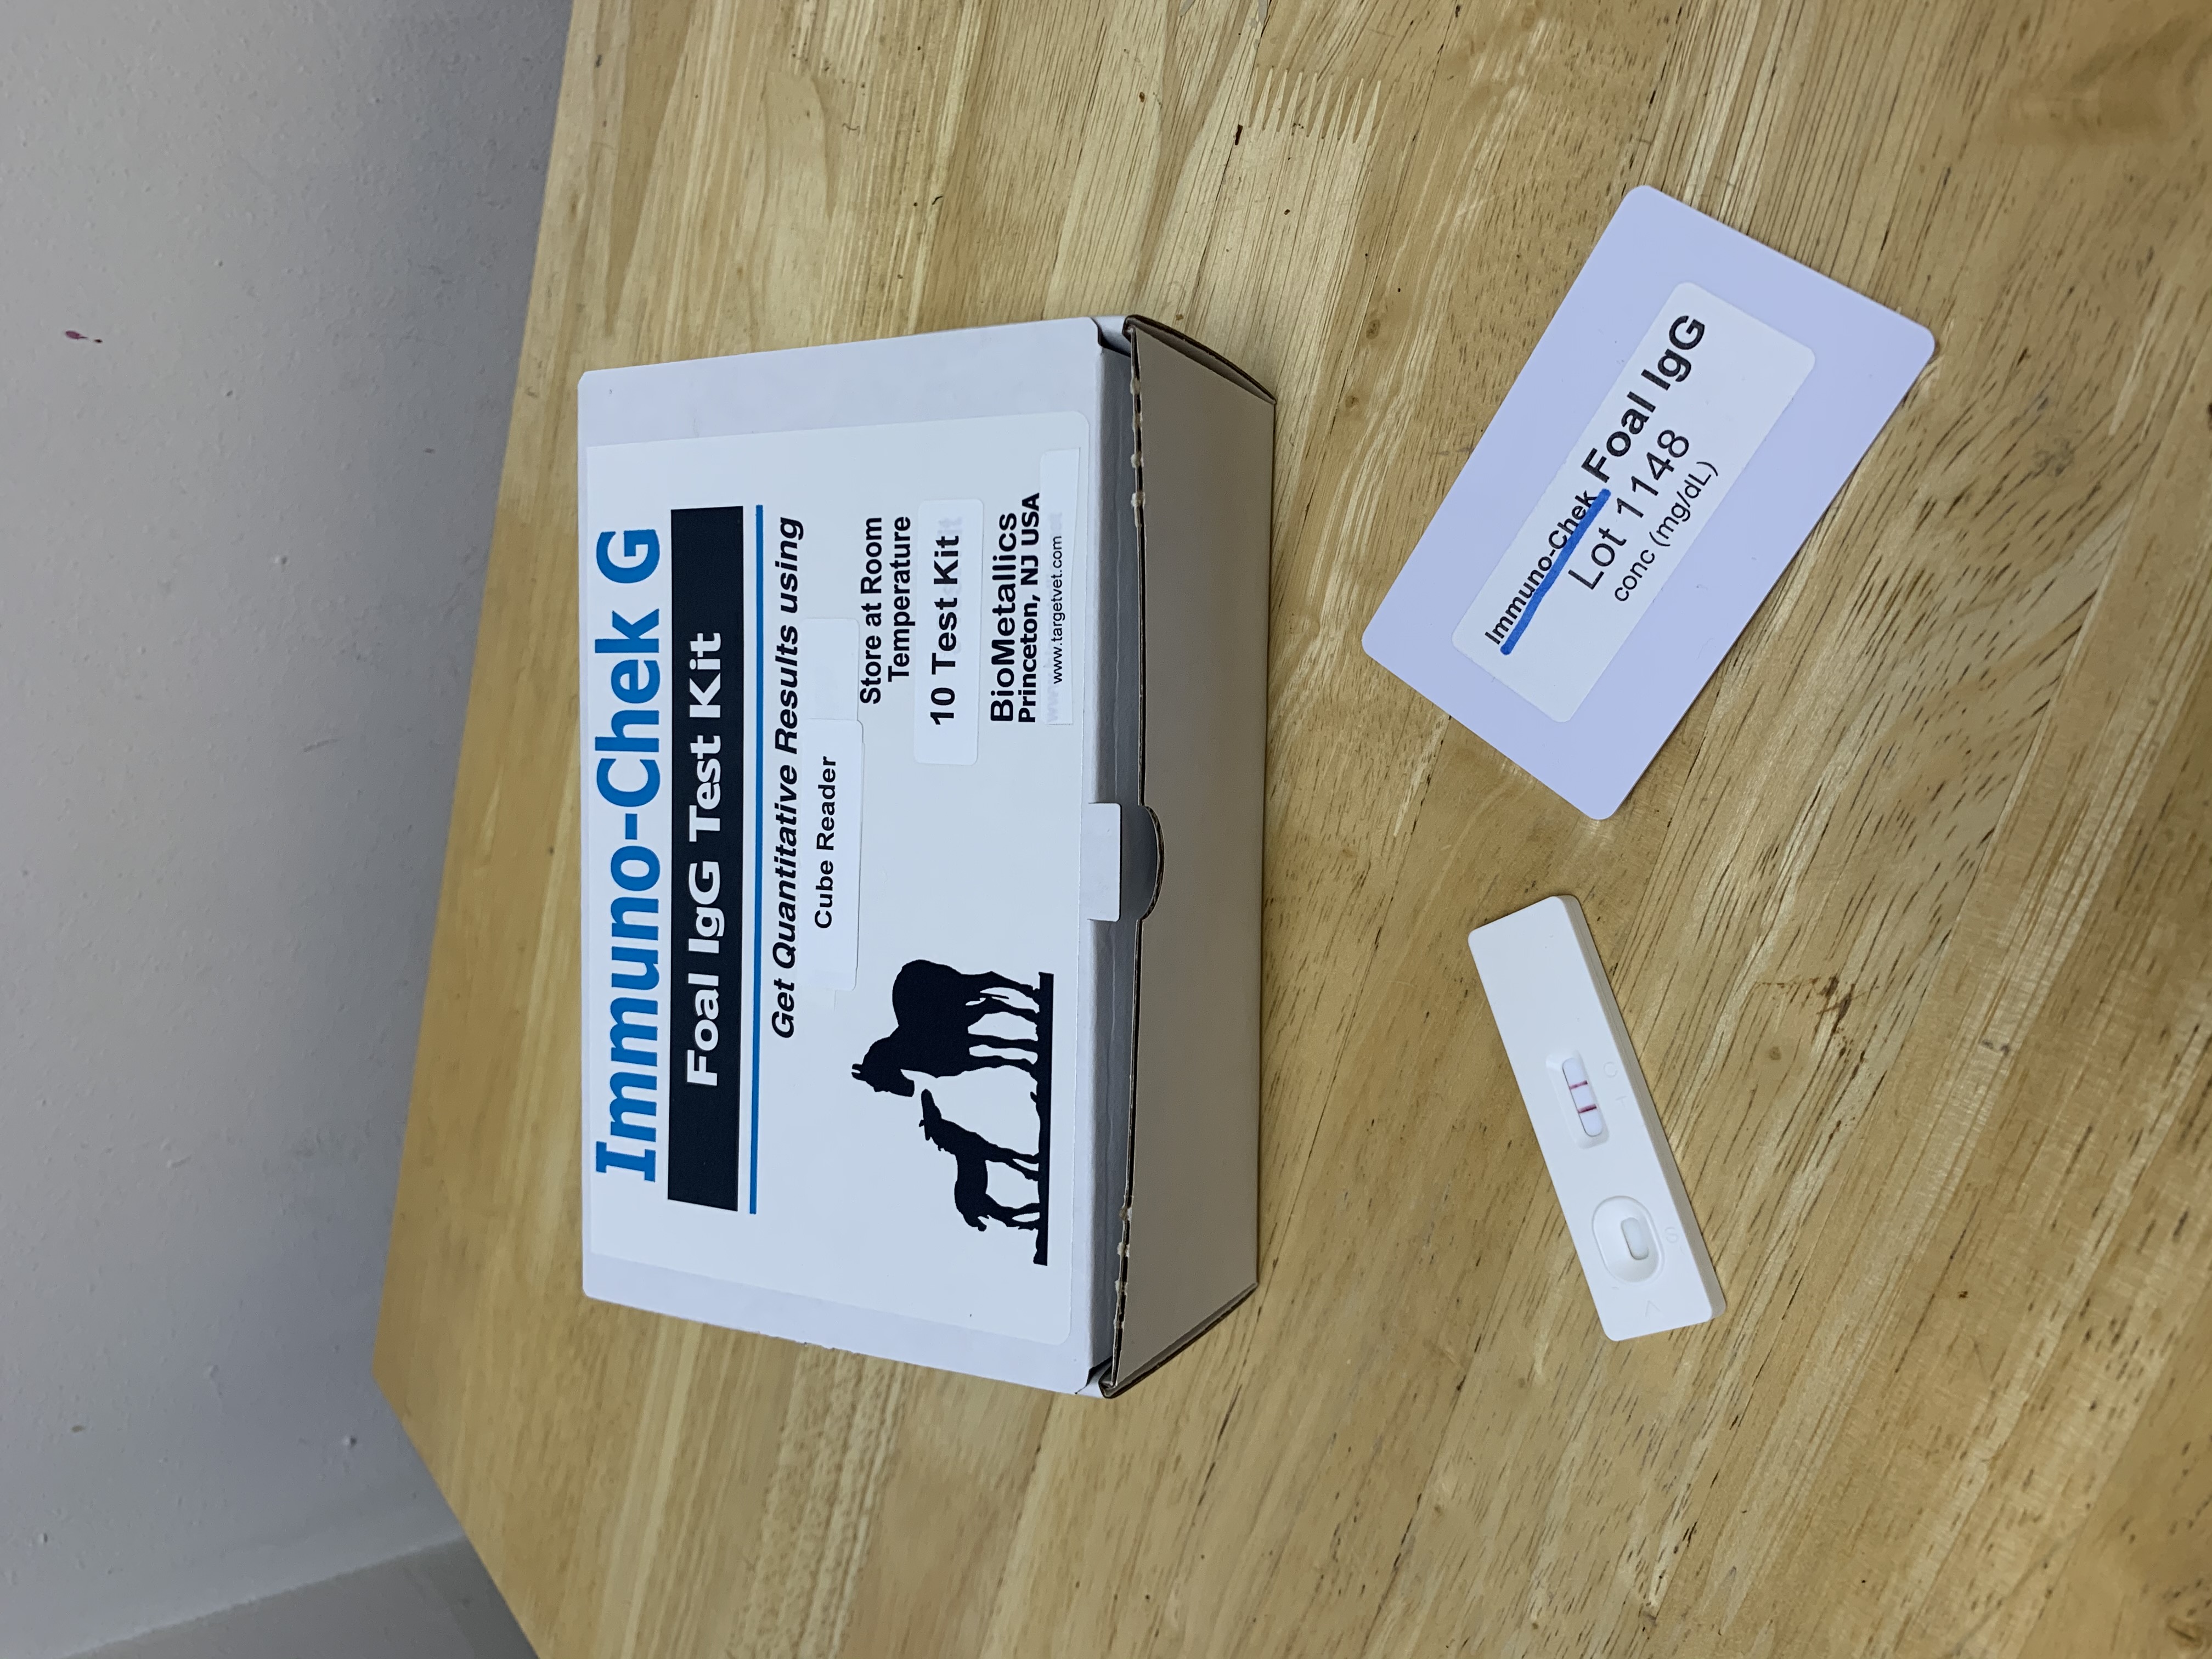 Immuno-Chek G
Foal IgG Test Kit
Get Quantitative Results using
Cube Reader
Store at Room
Temperature
10 Test Kit
BioMetallics
Princeton, NJ USA
www.targetvet.com
T C
S
Immuno-Chek Foal IgG
Lot 1148
conc (mg/dL)